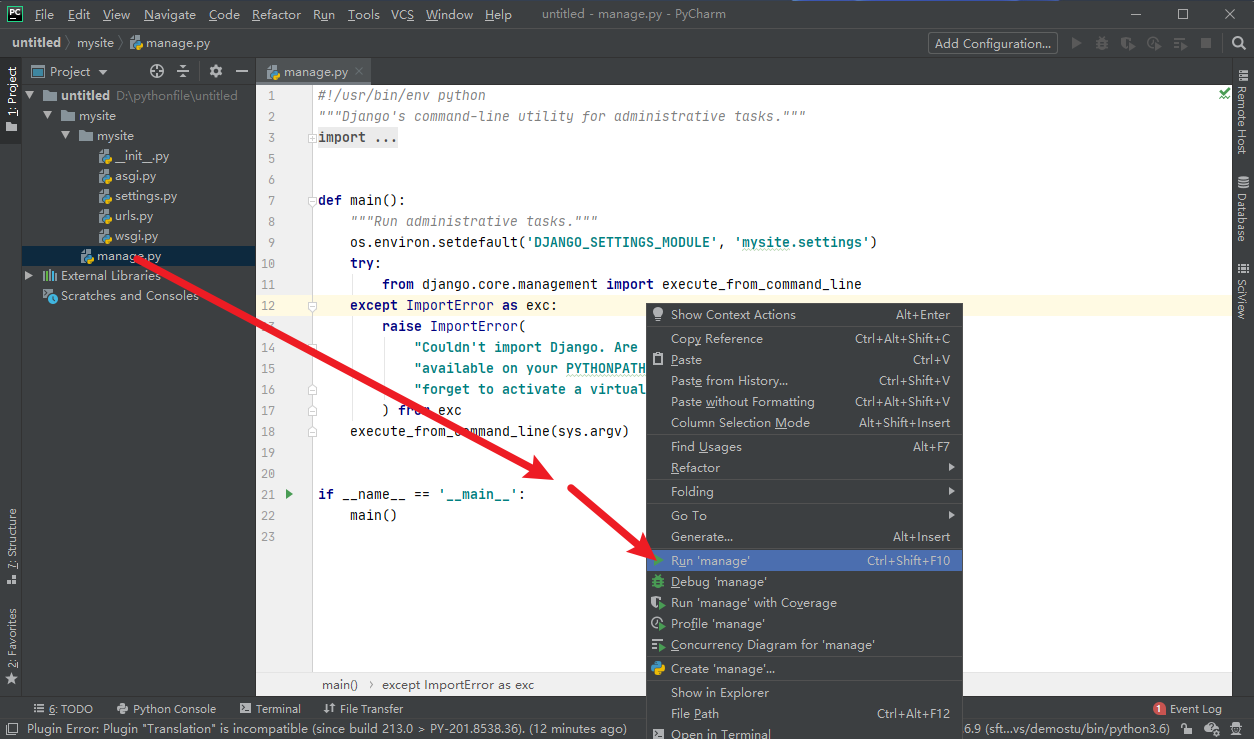 PC File Edit View Navigate Code Refactor Run Tools VCS Window Help untitled - manage.py - PyCharm
untitled mysite manage.py Add Configuration...
1: Project
Project
manage.py
untitled D:\pythonfile\untitled
mysite
mysite
__init__.py
asgi.py
settings.py
urls.py
wsgi.py
manage.py
External Libraries
Scratches and Consoles
7: Structure
2: Favorites
1 #!/usr/bin/env python
2 """Django's command-line utility for administrative tasks."""
3 import ...
5
6
7 def main():
8 """Run administrative tasks."""
9 os.environ.setdefault('DJANGO_SETTINGS_MODULE', 'mysite.settings')
10 try:
11 from django.core.management import execute_from_command_line
12 except ImportError as exc:
raise ImportError(
14 "Couldn't import Django. Are
15 "available on your PYTHONPATH
16 "forget to activate a virtual
17 ) from exc
18 execute_from_command_line(sys.argv)
19
20
21 if __name__ == '__main__':
22 main()
23
Show Context Actions Alt+Enter
Copy Reference Ctrl+Alt+Shift+C
Paste Ctrl+V
Paste from History... Ctrl+Shift+V
Paste without Formatting Ctrl+Alt+Shift+V
Column Selection Mode Alt+Shift+Insert
Find Usages Alt+F7
Refactor
Folding
Go To
Generate... Alt+Insert
Run 'manage' Ctrl+Shift+F10
Debug 'manage'
Run 'manage' with Coverage
Profile 'manage'
Concurrency Diagram for 'manage'
Create 'manage'...
Show in Explorer
File Path Ctrl+Alt+F12
Open in Terminal
Remote Host
Database
SciView
main() › except ImportError as exc
6: TODO Python Console Terminal File Transfer 1 Event Log
Plugin Error: Plugin "Translation" is incompatible (since build 213.0 > PY-201.8538.36). (12 minutes ago) .6.9 (sft...vs/demostu/bin/python3.6)